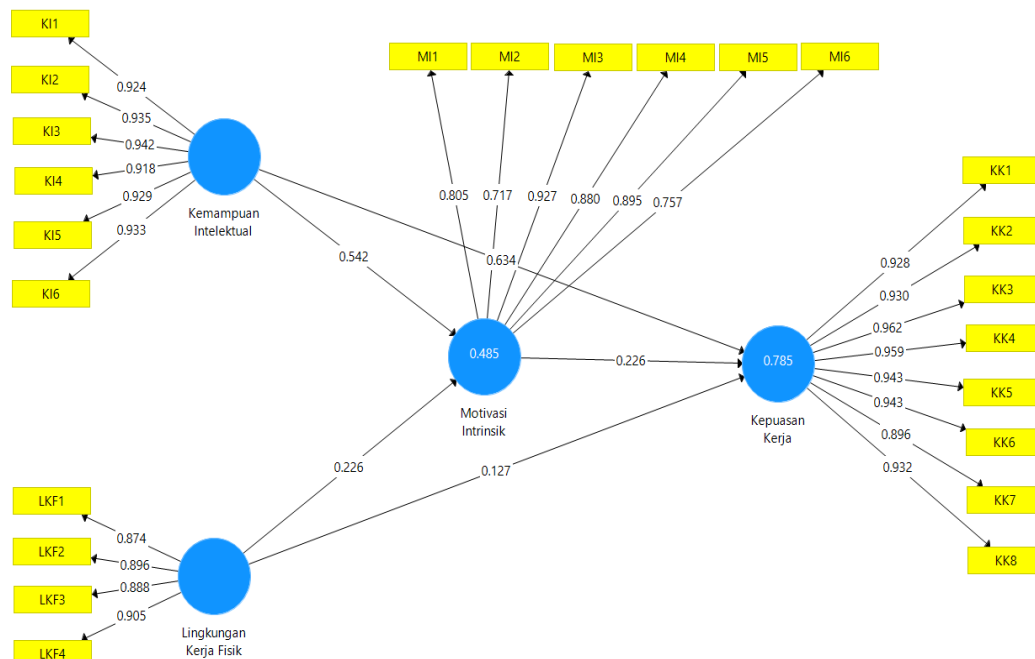 KI1
KI2
KI3
KI4
KI5
KI6
0.924
0.935
0.942
0.918
0.929
0.933
Kemampuan
Intelektual
MI1
MI2
MI3
MI4
MI5
MI6
0.805
0.717
0.927
0.880
0.895
0.757
0.542
0.634
0.485
Motivasi
Intrinsik
0.226
0.785
Kepuasan
Kerja
KK1
KK2
KK3
KK4
KK5
KK6
KK7
KK8
0.928
0.930
0.962
0.959
0.943
0.943
0.896
0.932
0.226
0.127
LKF1
LKF2
LKF3
LKF4
0.874
0.896
0.888
0.905
Lingkungan
Kerja Fisik